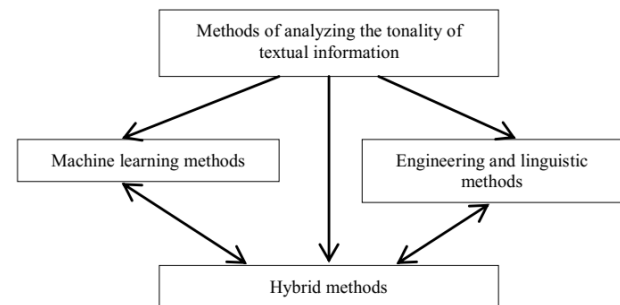 Methods of analyzing the tonality of
textual information
Machine learning methods
Engineering and linguistic
methods
Hybrid methods